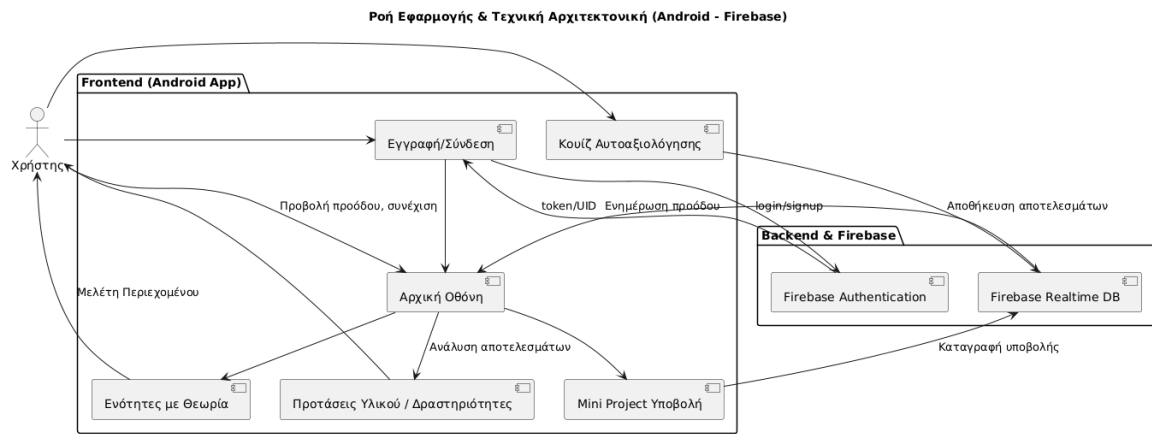 Ροή Εφαρμογής & Τεχνική Αρχιτεκτονική (Android - Firebase)
Frontend (Android App)
Χρήστης
Εγγραφή/Σύνδεση
Κουίζ Αυτοαξιολόγησης
Προβολή προόδου, συνέχιση
token/UID
Ενημέρωση προόδου
login/signup
Αποθήκευση αποτελεσμάτων
Backend & Firebase
Αρχική Οθόνη
Firebase Authentication
Firebase Realtime DB
Μελέτη Περιεχομένου
Ανάλυση αποτελεσμάτων
Καταγραφή υποβολής
Ενότητες με Θεωρία
Προτάσεις Υλικού / Δραστηριότητες
Mini Project Υποβολή